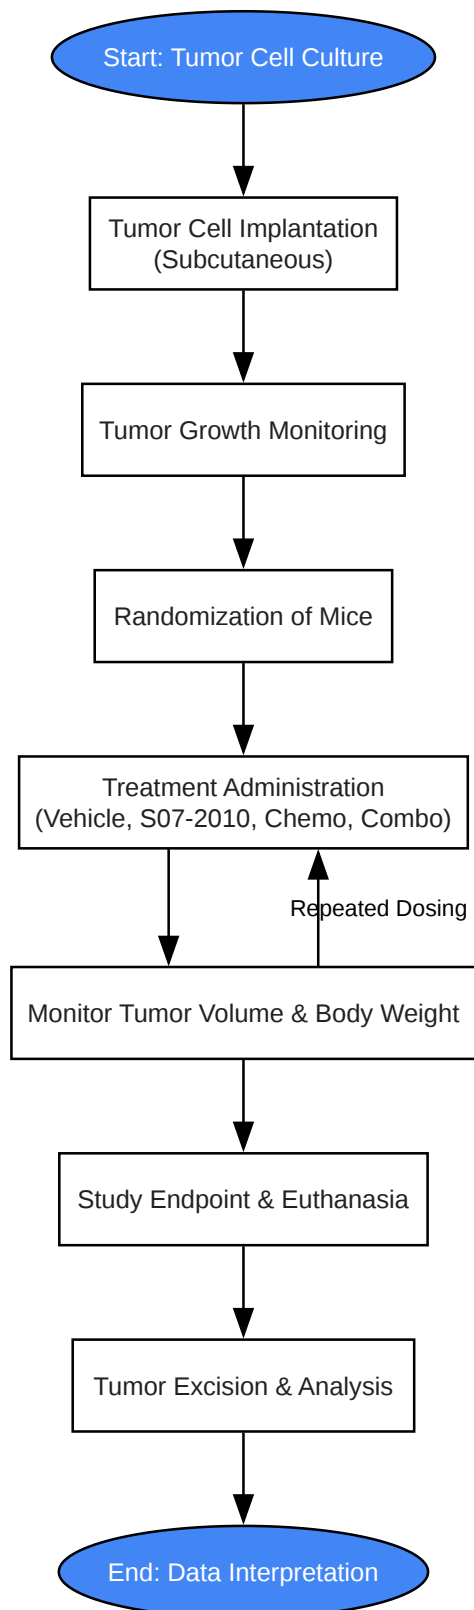 Start: Tumor Cell Culture
Tumor Cell Implantation
(Subcutaneous)
Tumor Growth Monitoring
Randomization of Mice
Treatment Administration
(Vehicle, S07-2010, Chemo, Combo)
Repeated Dosing
Monitor Tumor Volume & Body Weight
Study Endpoint & Euthanasia
Tumor Excision & Analysis
End: Data Interpretation